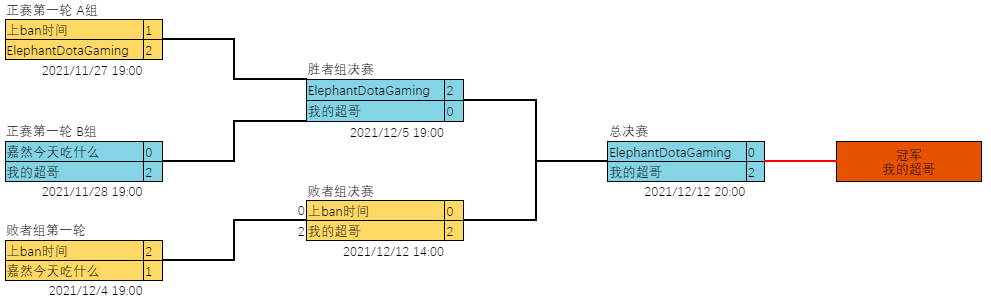 正赛第一轮 A组
上ban时间 1
ElephantDotaGaming 2
2021/11/27 19:00
正赛第一轮 B组
嘉然今天吃什么 0
我的超哥 2
2021/11/28 19:00
败者组第一轮
上ban时间 2
嘉然今天吃什么 1
2021/12/4 19:00
胜者组决赛
ElephantDotaGaming 2
我的超哥 0
2021/12/5 19:00
败者组决赛
0 上ban时间 0
2 我的超哥 2
2021/12/12 14:00
总决赛
ElephantDotaGaming 0
我的超哥 2
2021/12/12 20:00
冠军
我的超哥